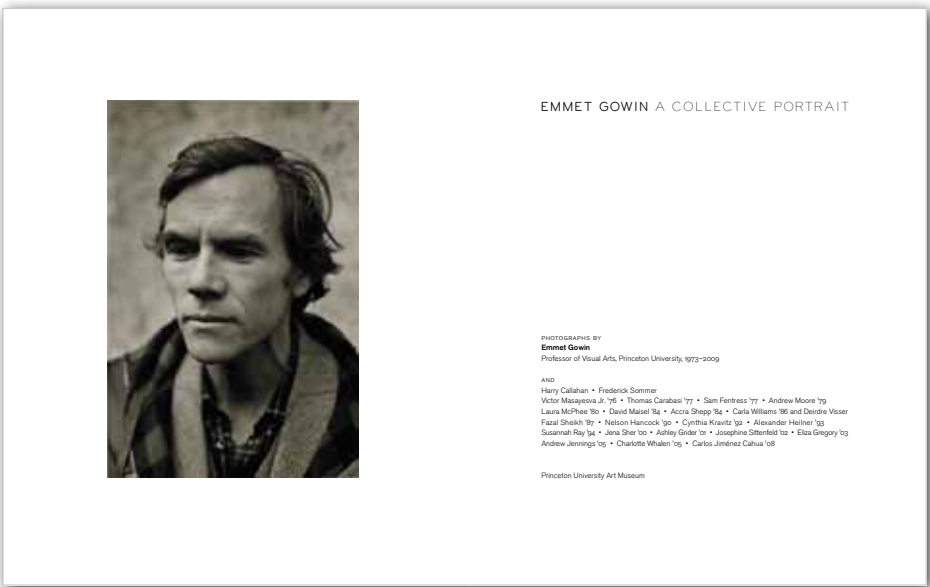 EMMET GOWIN A COLLECTIVE PORTRAIT
PHOTOGRAPHS BY
Emmet Gowin
Professor of Visual Arts, Princeton University, 1973–2009
AND
Harry Callahan • Frederick Sommer
Victor Masayesva Jr. '76 • Thomas Carabasi '77 • Sam Fentress '77 • Andrew Moore '79
Laura McPhee '80 • David Maisel '84 • Accra Shepp '84 • Carla Williams '86 and Deirdre Visser
Fazal Sheikh '87 • Nelson Hancock '90 • Cynthia Kravitz '92 • Alexander Heilner '93
Susannah Ray '94 • Jena Sher '00 • Ashley Grider '01 • Josephine Sittenfeld '02 • Eliza Gregory '03
Andrew Jennings '05 • Charlotte Whalen '05 • Carlos Jiménez Cahua '08
Princeton University Art Museum